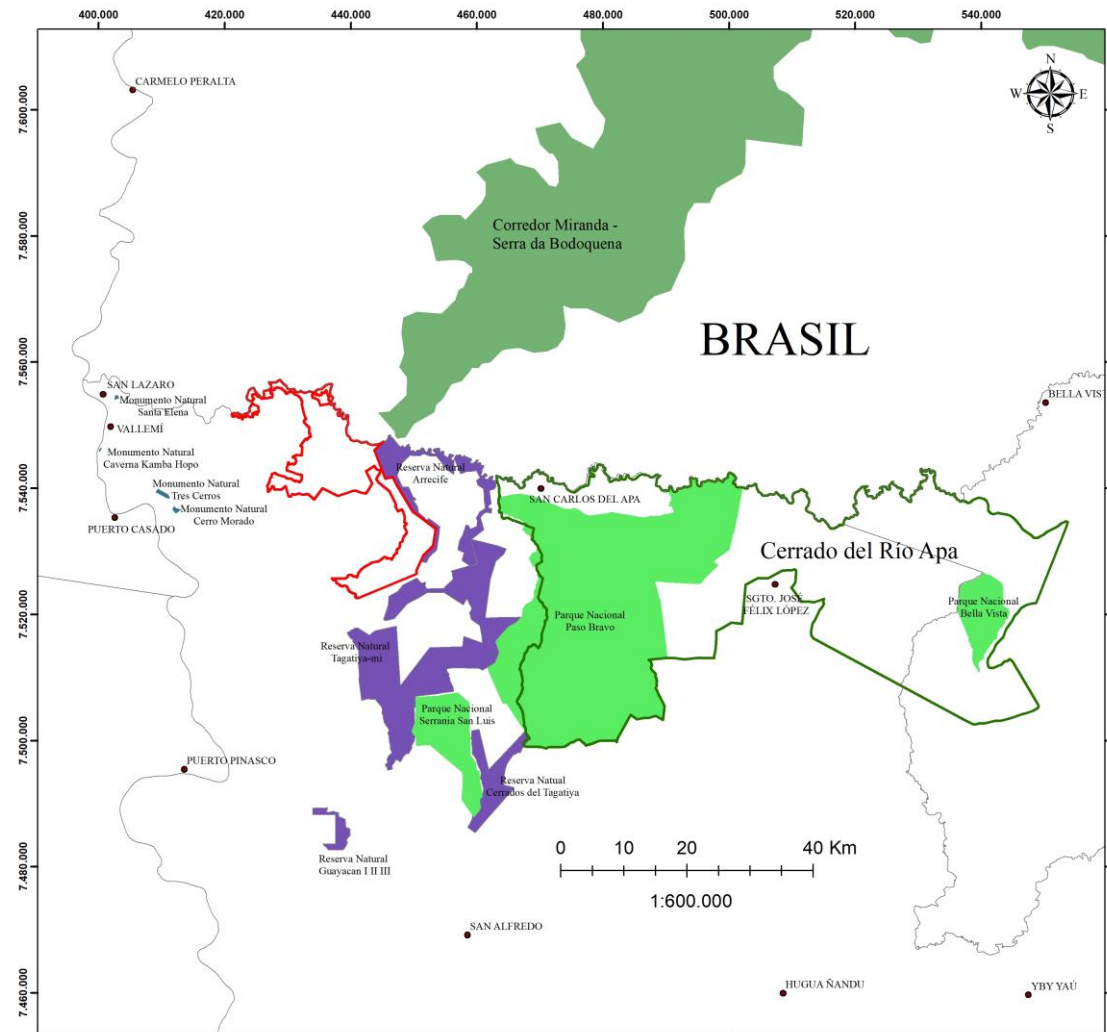 400.000
420.000
440.000
460.000
480.000
500.000
520.000
540.000
7.600.000
7.580.000
7.560.000
7.540.000
7.520.000
7.500.000
7.480.000
7.460.000
N
W
E
S
CARMELO PERALTA
Corredor Miranda -
Serra da Bodoquena
BRASIL
SAN LAZARO
Monumento Natural
Santa Elena
BELLA VIST
VALLEMÍ
Monumento Natural
Caverna Kamba Hopo
Reserva Natural
Arrecife
Monumento Natural
Tres Cerros
SAN CARLOS DEL APA
Monumento Natural
Cerro Morado
PUERTO CASADO
Cerrado del Río Apa
SGTO. JOSÉ
FÉLIX LÓPEZ
Parque Nacional
Bella Vista
Parque Nacional
Paso Bravo
Reserva Natural
Tagatiya-mi
Parque Nacional
Serrania San Luis
PUERTO PINASCO
Reserva Natual
Cerrados del Tagatiya
Reserva Natural
Guayacan I II III
0 10 20 40 Km
1:600.000
SAN ALFREDO
HUGUA ÑANDU
YBY YAÚ